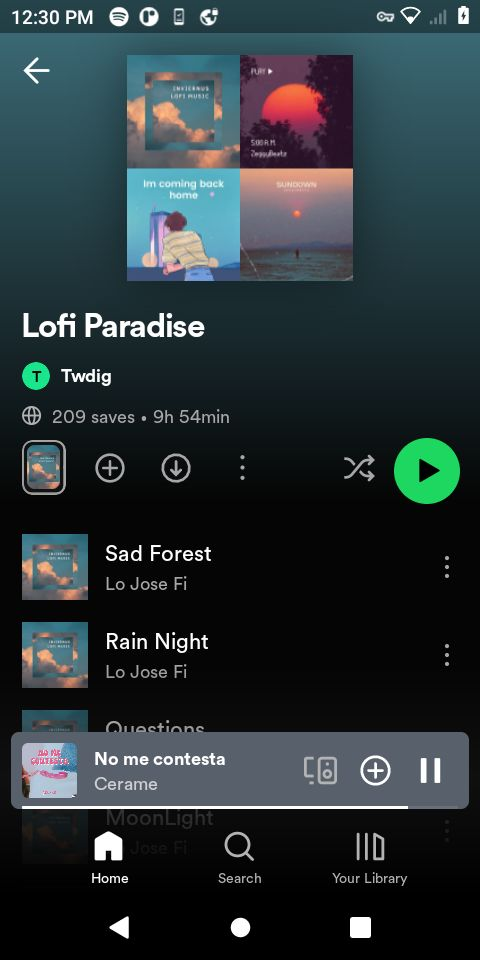 12:30 PM
INVIERNUS
LOFI MUSIC
PLAY
5:00 A.M.
ZeggyBeatz
Im coming back
home
SUNDOWN
Lofi Paradise
T Twdig
209 saves • 9h 54min
Sad Forest
Lo Jose Fi
Rain Night
Lo Jose Fi
Questions
No me contesta
Cerame
MoonLight
Jose Fi
Home
Search
Your Library